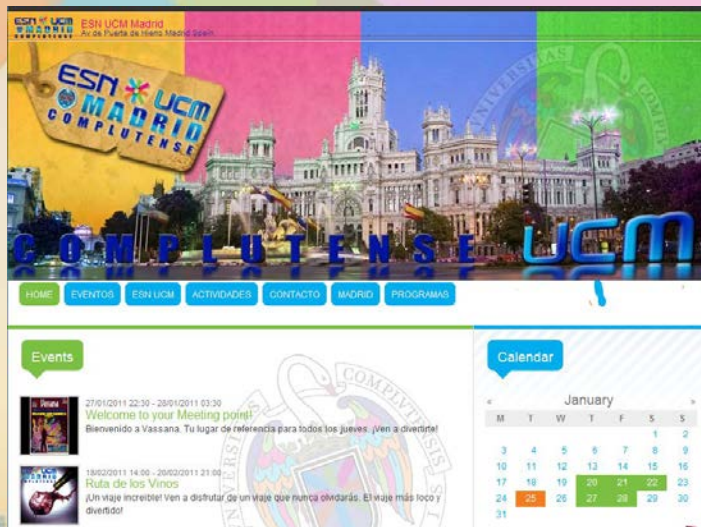 ESN UCM
MADRID
COMPLUTENSE
ESN UCM Madrid
Av de Puerta de Hierro Madrid Spain
ESN UCM
MADRID
COMPLUTENSE
UNIVERSITAS
COMPLUTENSE UCM
HOME EVENTOS ESN UCM ACTIVIDADES CONTACTO MADRID PROGRAMAS
Events
27/01/2011 22:30 - 28/01/2011 03:30
Welcome to your Meeting point!
Bienvenido a Vassana. Tu lugar de referencia para todos los jueves. ¡Ven a divertirte!
18/02/2011 14:00 - 20/02/2011 21:00
Ruta de los Vinos
¡Un viaje increible! Ven a disfrutar de un viaje que nunca olvidarás. El viaje más loco y
divertido!
Calendar
« January »
M T W T F S S
1 2
3 4 5 6 7 8 9
10 11 12 13 14 15 16
17 18 19 20 21 22 23
24 25 26 27 28 29 30
31